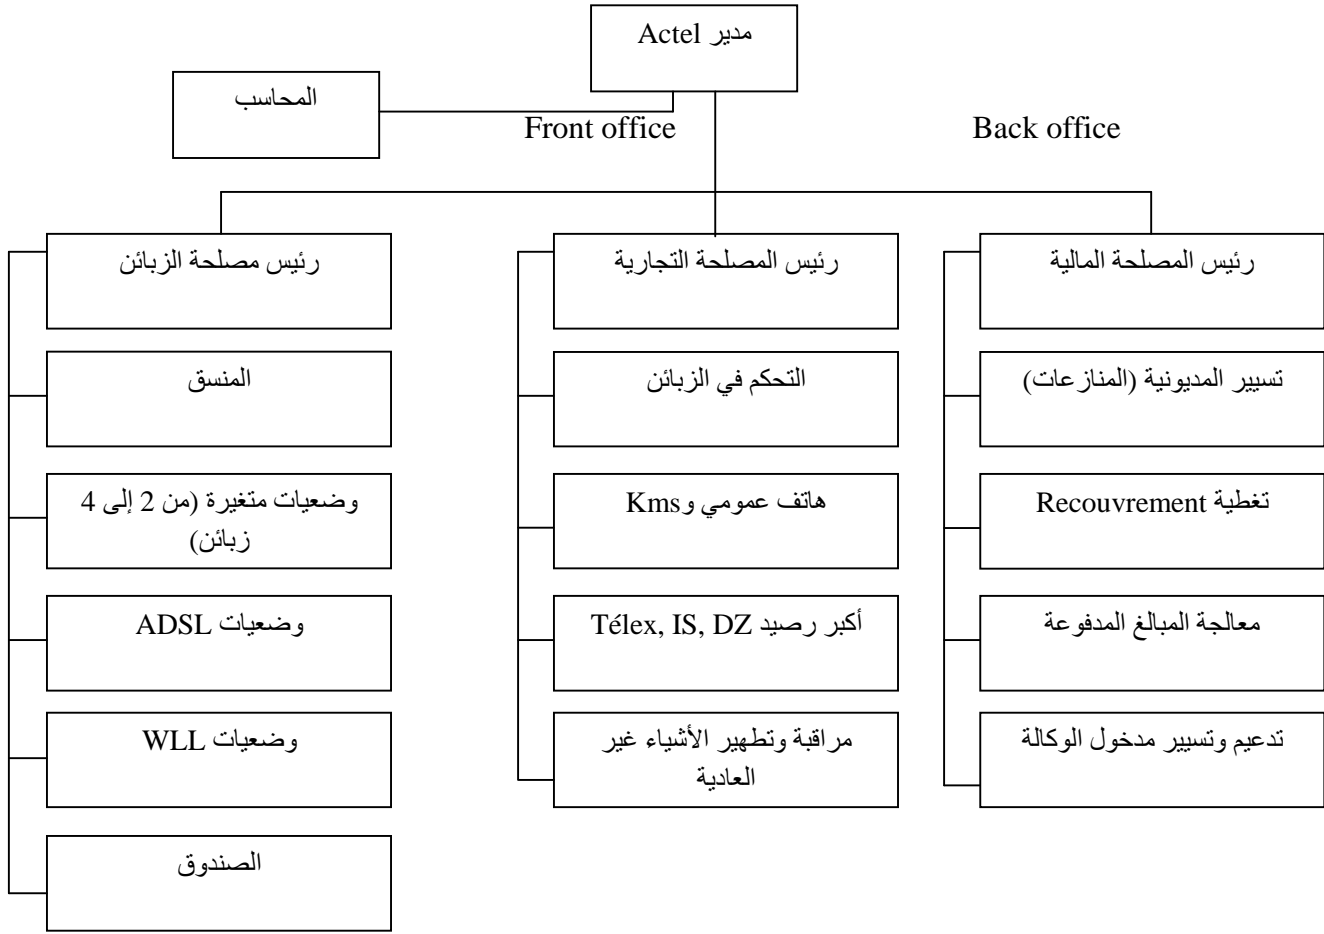 مدير Actel
المحاسب
Front office
Back office
رئيس مصلحة الزبائن
رئيس المصلحة التجارية
رئيس المصلحة المالية
المنسق
التحكم في الزبائن
تسيير المديونية (المنازعات)
وضعيات متغيرة (من 2 إلى 4
زبائن)
هاتف عمومي وKms
تغطية Recouvrement
وضعيات ADSL
أكبر رصيد Télex, IS, DZ
معالجة المبالغ المدفوعة
وضعيات WLL
مراقبة وتطهير الأشياء غير
العادية
تدعيم وتسيير مدخول الوكالة
الصندوق